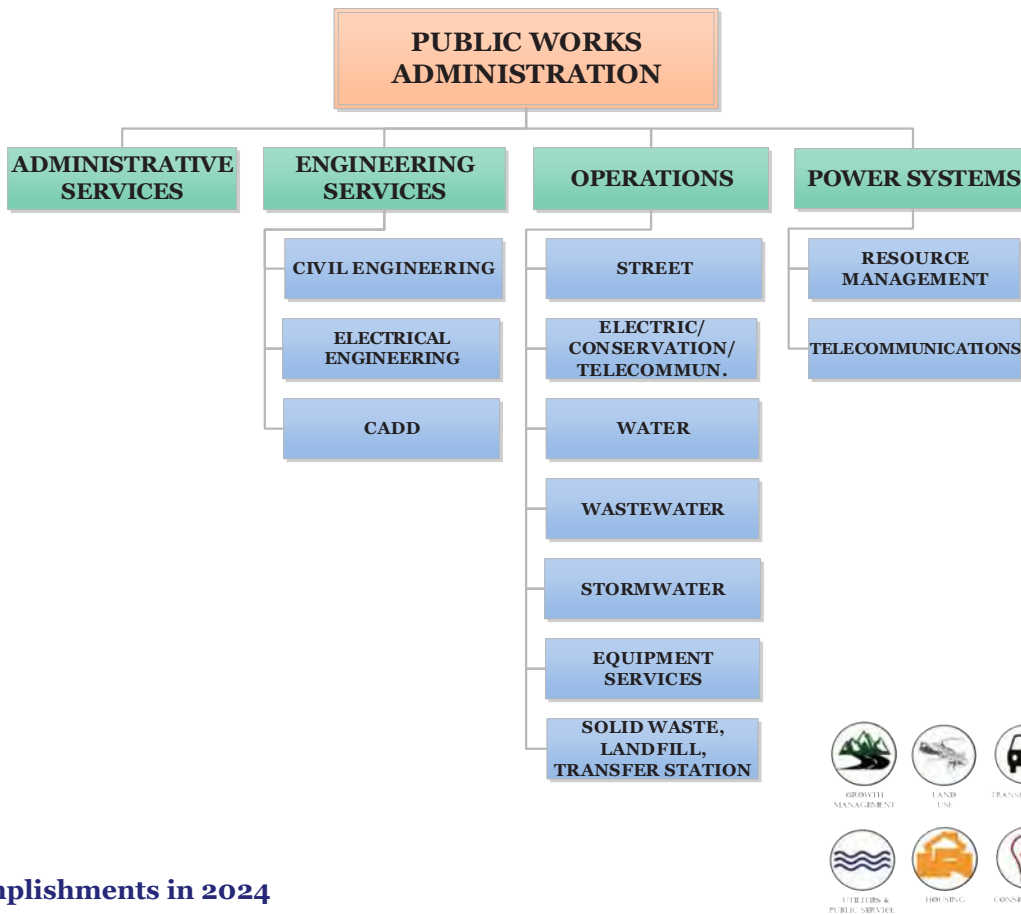 PUBLIC WORKS
ADMINISTRATION
ADMINISTRATIVE
SERVICES
ENGINEERING
SERVICES
OPERATIONS
POWER SYSTEMS
CIVIL ENGINEERING
ELECTRICAL
ENGINEERING
CADD
STREET
ELECTRIC/
CONSERVATION/
TELECOMMUN.
WATER
WASTEWATER
STORMWATER
EQUIPMENT
SERVICES
SOLID WASTE,
LANDFILL,
TRANSFER STATION
RESOURCE
MANAGEMENT
TELECOMMUNICATIONS
GROWTH
MANAGEMENT
LAND
USE
UTILITIES &
PUBLIC SERVICE
HOUSING
mplishments in 2024